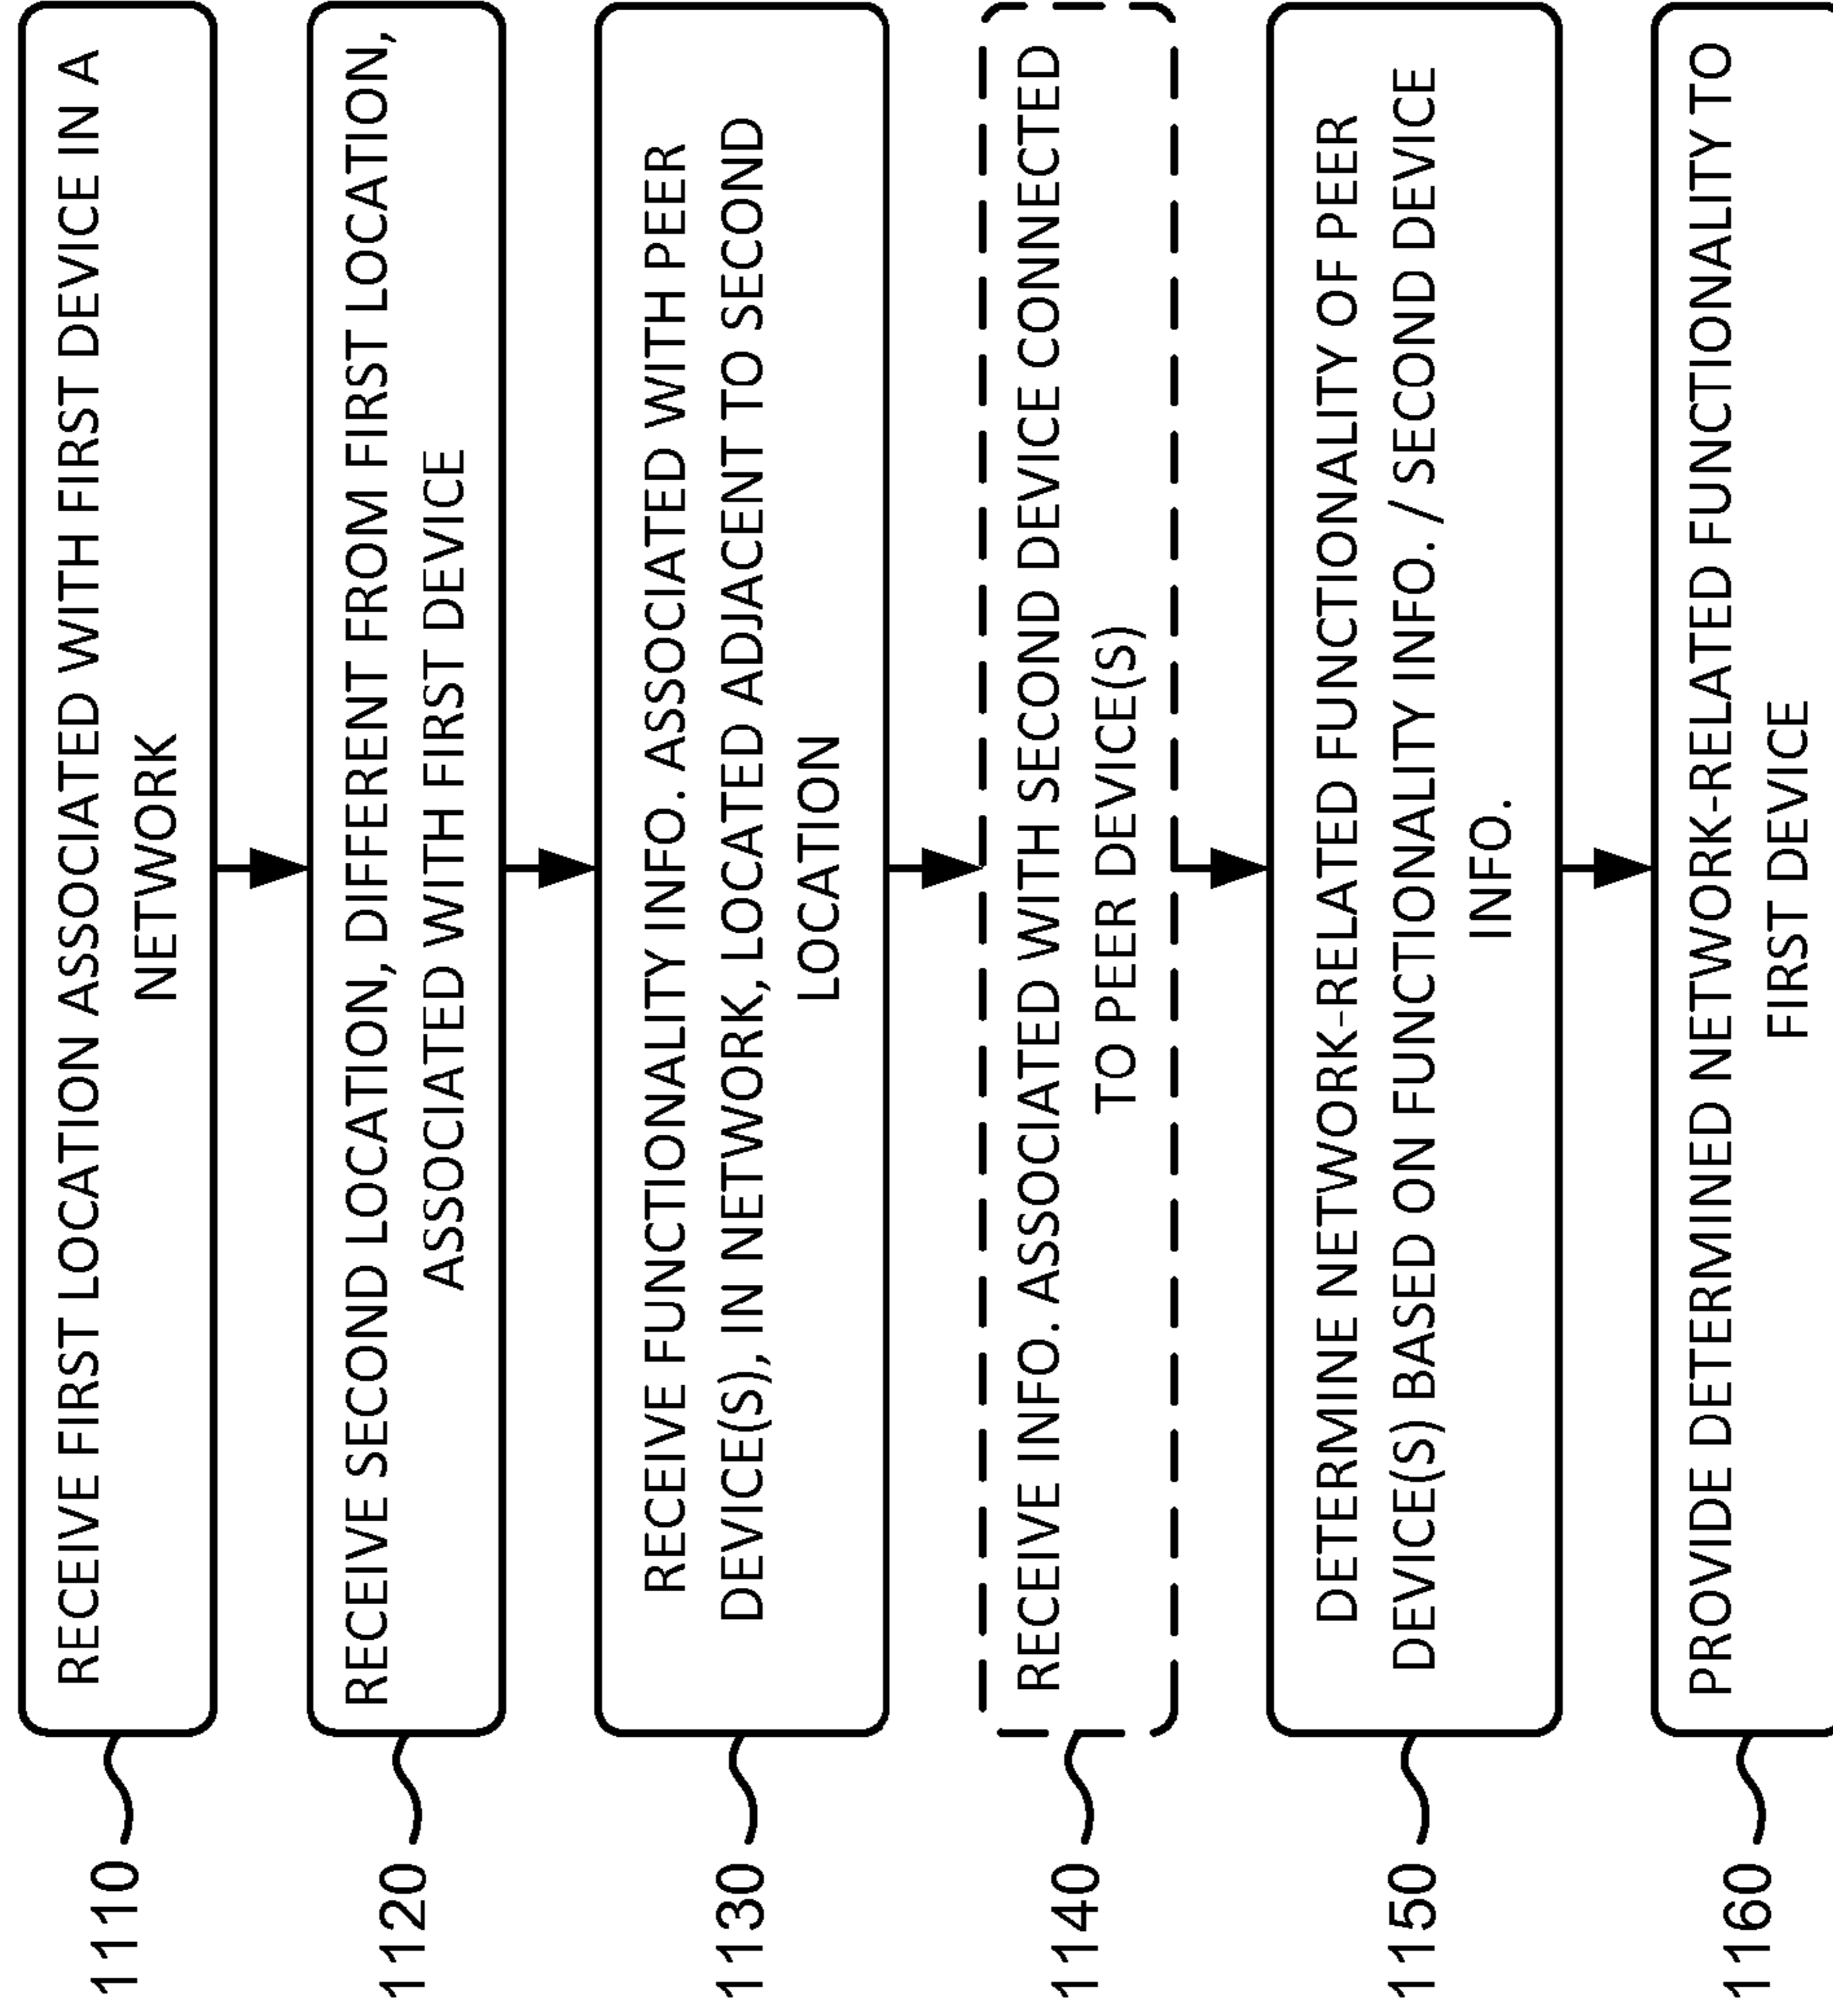 1110
RECEIVE FIRST LOCATION ASSOCIATED WITH FIRST DEVICE IN A
NETWORK
1120
RECEIVE SECOND LOCATION, DIFFERENT FROM FIRST LOCATION,
ASSOCIATED WITH FIRST DEVICE
1130
RECEIVE FUNCTIONALITY INFO. ASSOCIATED WITH PEER
DEVICE(S), IN NETWORK, LOCATED ADJACENT TO SECOND
LOCATION
1140
RECEIVE INFO. ASSOCIATED WITH SECOND DEVICE CONNECTED
TO PEER DEVICE(S)
1150
DETERMINE NETWORK-RELATED FUNCTIONALITY OF PEER
DEVICE(S) BASED ON FUNCTIONALITY INFO. / SECOND DEVICE
INFO.
1160
PROVIDE DETERMINED NETWORK-RELATED FUNCTIONALITY TO
FIRST DEVICE